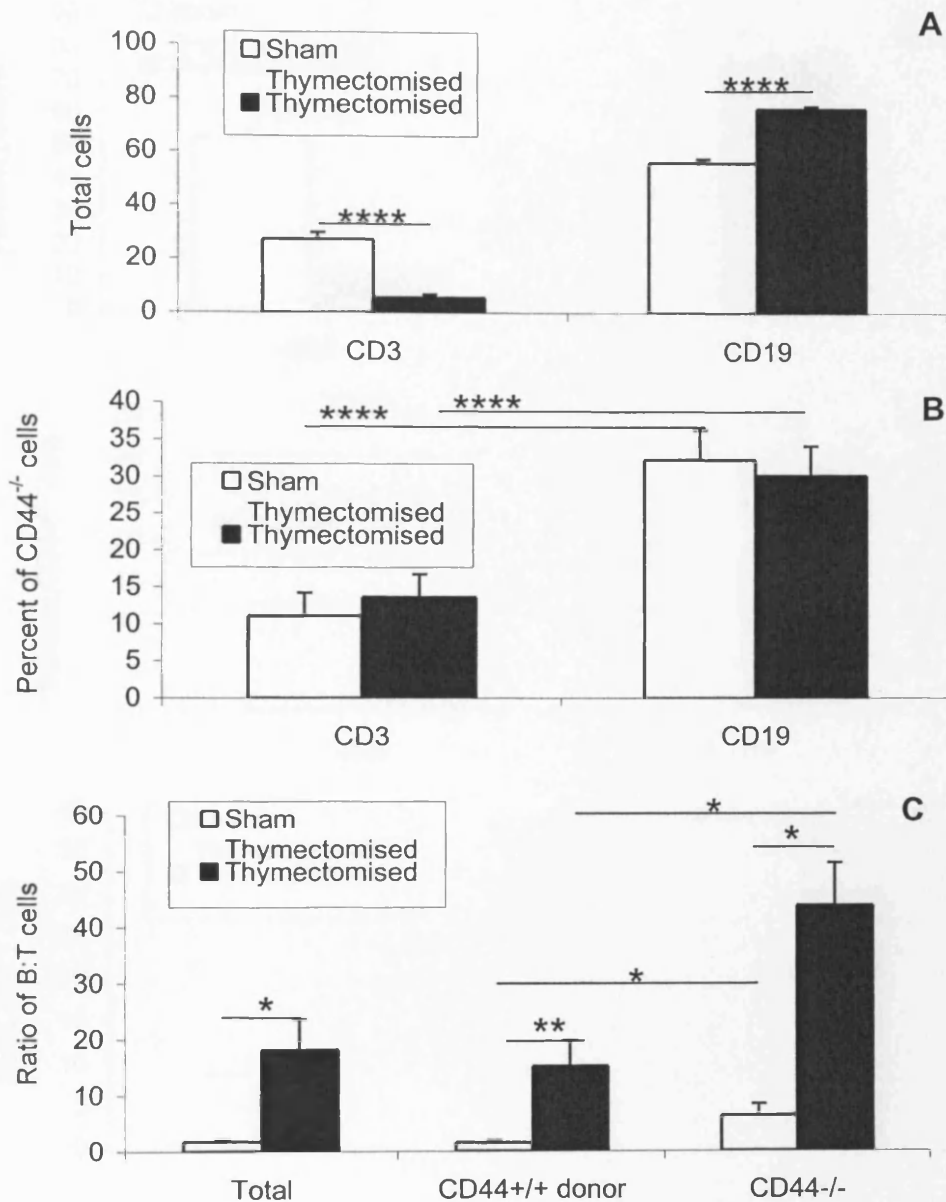 A
100
80
60
40
20
0
Total cells
Sham
Thymectomised
Thymectomised
****
****
CD3
CD19
B
40
35
30
25
20
15
10
5
0
Percent of CD44-/- cells
Sham
Thymectomised
Thymectomised
****
****
CD3
CD19
C
60
50
40
30
20
10
0
Ratio of B:T cells
Sham
Thymectomised
Thymectomised
*
*
*
*
**
Total
CD44+/+ donor
CD44-/-